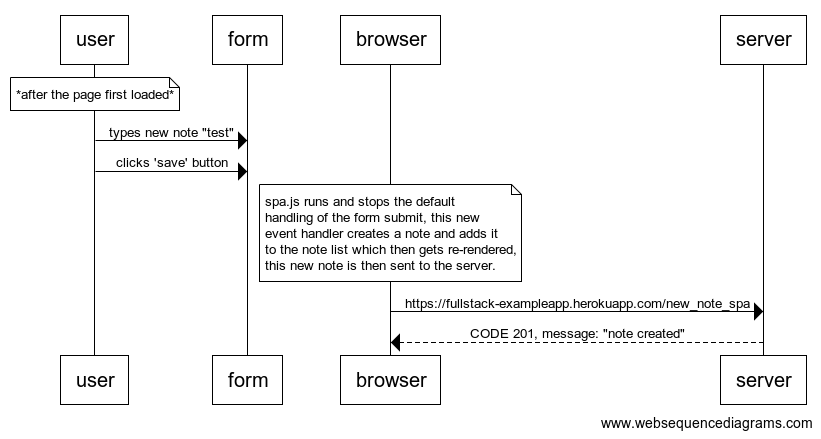 user form browser server
*after the page first loaded*
types new note "test"
clicks 'save' button
spa.js runs and stops the default
handling of the form submit, this new
event handler creates a note and adds it
to the note list which then gets re-rendered,
this new note is then sent to the server.
https://fullstack-exampleapp.herokuapp.com/new_note_spa
CODE 201, message: "note created"
user form browser server
www.websequencediagrams.com